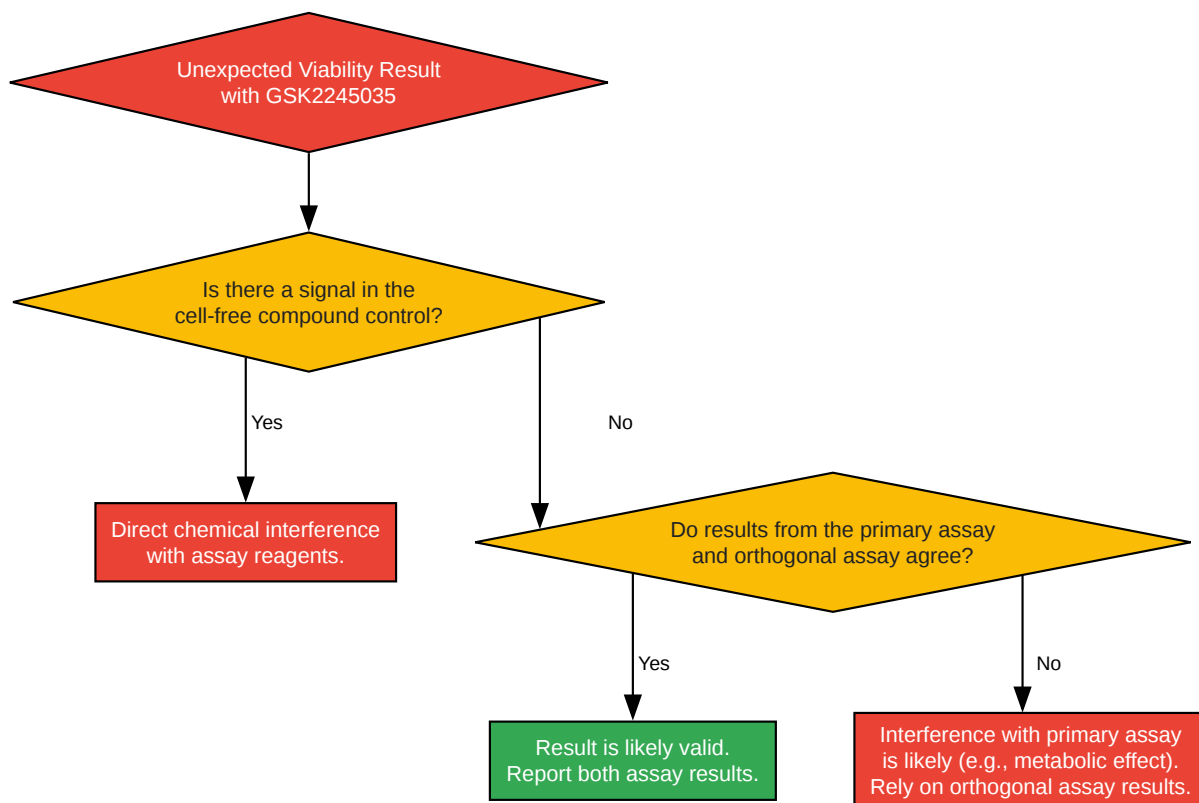 Unexpected Viability Result
with GSK2245035
Is there a signal in the
cell-free compound control?
Yes
No
Direct chemical interference
with assay reagents.
Do results from the primary assay
and orthogonal assay agree?
Yes
No
Result is likely valid.
Report both assay results.
Interference with primary assay
is likely (e.g., metabolic effect).
Rely on orthogonal assay results.